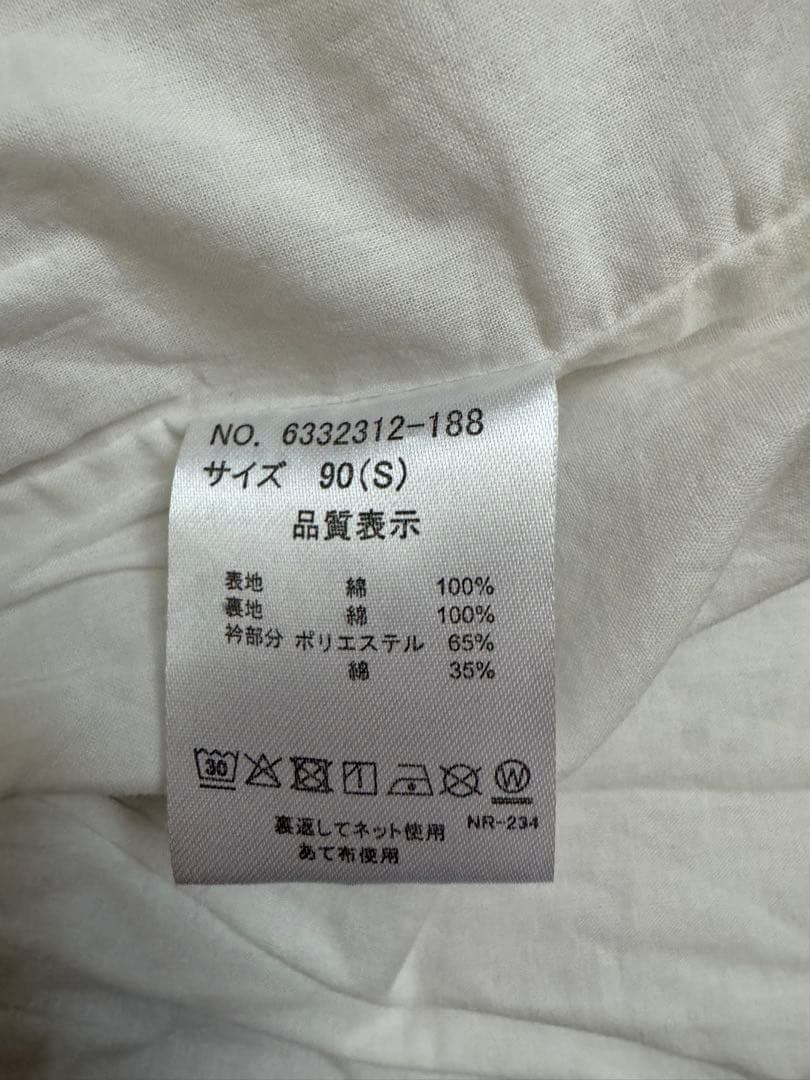 NO. 6332312-188
サイズ 90(S)
品質表示
表地 綿 100%
裏地 綿 100%
衿部分 ポリエステル 65%
綿 35%
30 W
裏返してネット使用 NR-234
あて布使用